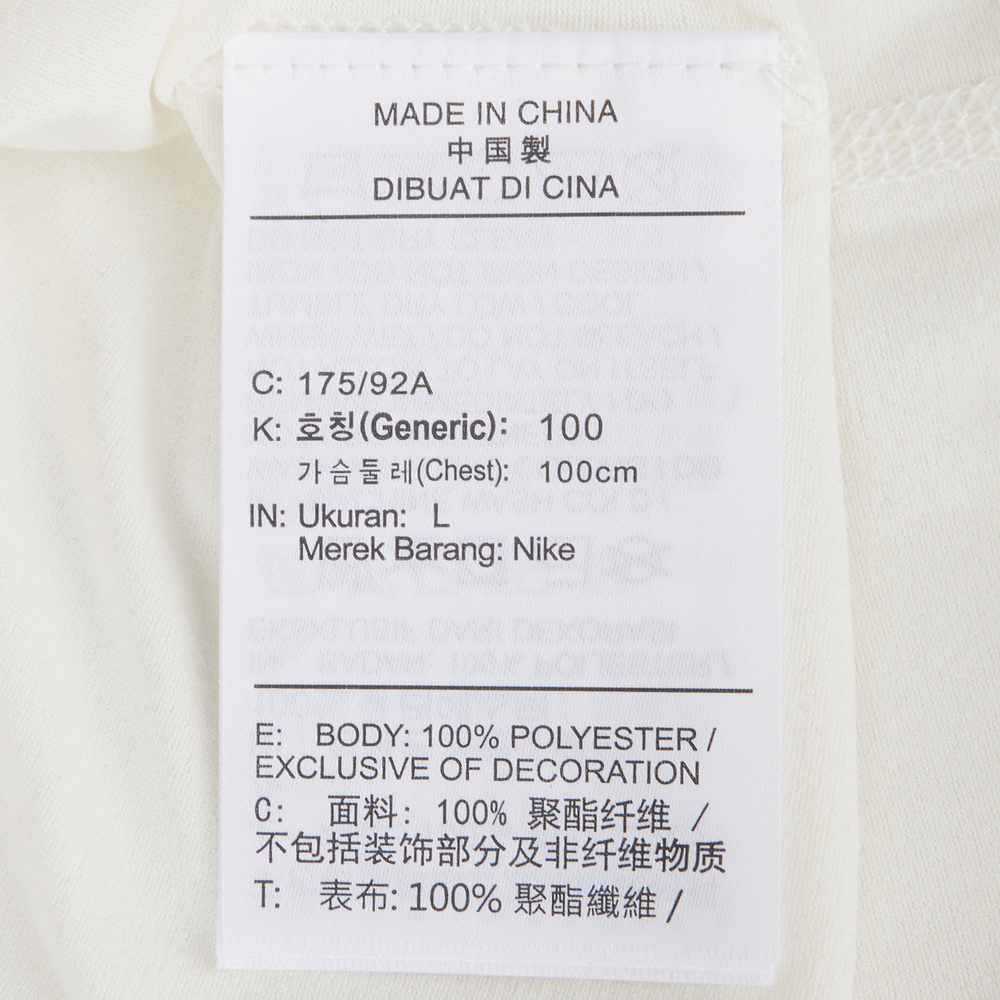 MADE IN CHINA
中国製
DIBUAT DI CINA
C: 175/92A
K: 호칭(Generic): 100
가슴둘레(Chest): 100cm
IN: Ukuran: L
Merek Barang: Nike
E: BODY: 100% POLYESTER /
EXCLUSIVE OF DECORATION
C: 面料: 100% 聚酯纤维 /
不包括装饰部分及非纤维物质
T: 表布: 100% 聚酯纖維 /